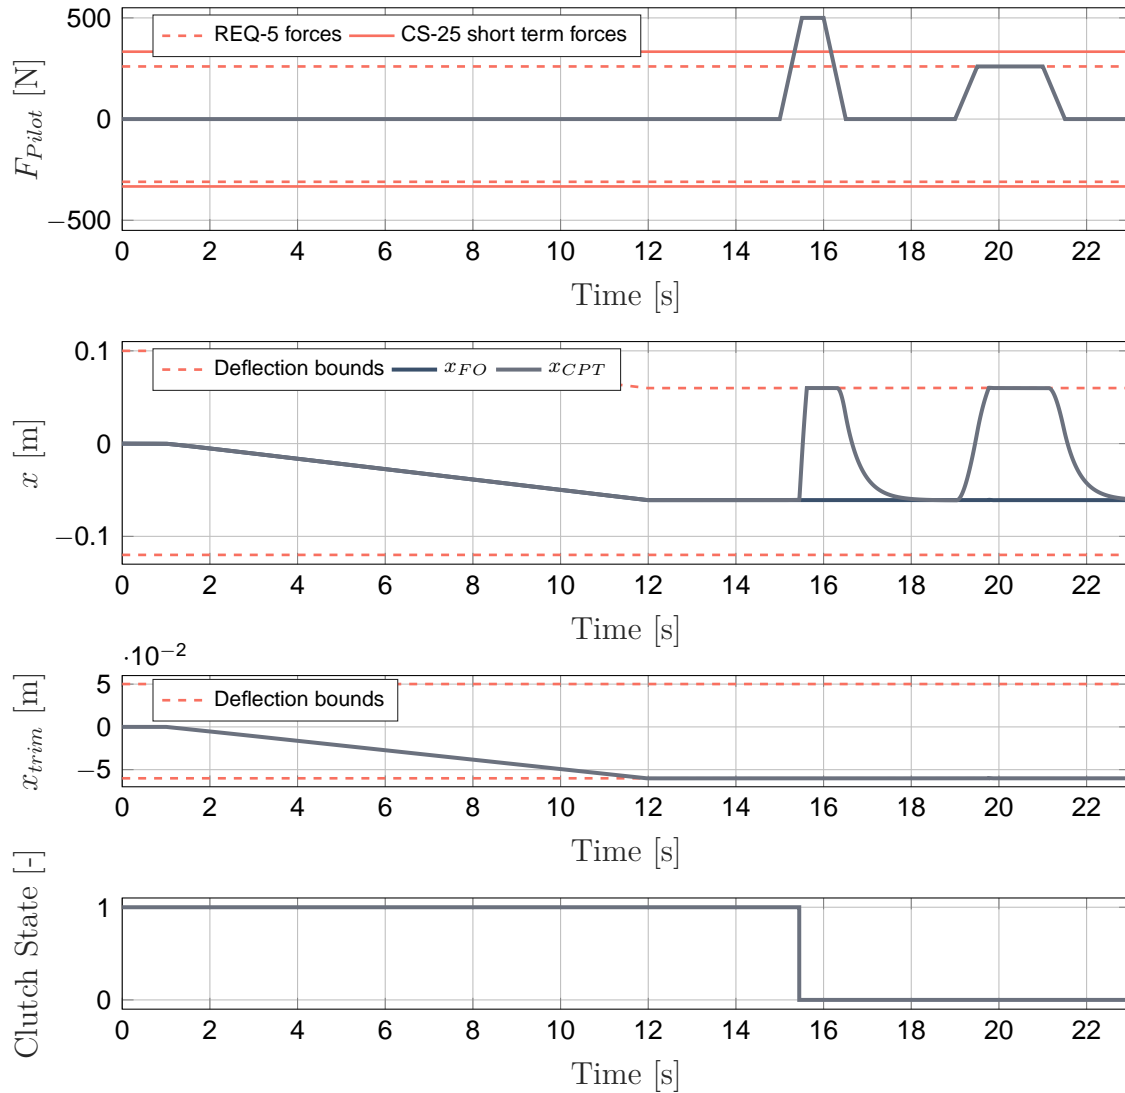 500
0
−500
F_Pilot [N]
REQ-5 forces CS-25 short term forces
0 2 4 6 8 10 12 14 16 18 20 22
Time [s]
0.1
0
−0.1
x [m]
Deflection bounds x_FO x_CPT
0 2 4 6 8 10 12 14 16 18 20 22
Time [s]
·10⁻²
5
0
−5
x_trim [m]
Deflection bounds
0 2 4 6 8 10 12 14 16 18 20 22
Time [s]
1
0
Clutch State [-]
0 2 4 6 8 10 12 14 16 18 20 22
Time [s]